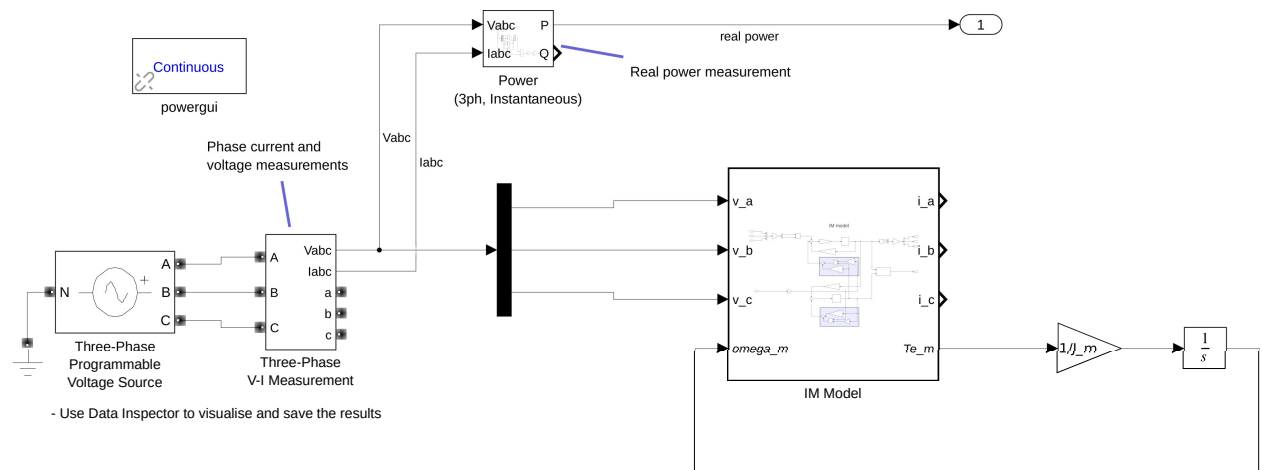 Continuous
powergui
Vabc
P
Iabc
Q
Power
(3ph, Instantaneous)
real power
1
Real power measurement
Phase current and
voltage measurements
Vabc
Iabc
N
A
B
C
+
Three-Phase
Programmable
Voltage Source
A
B
C
Vabc
Iabc
a
b
c
Three-Phase
V-I Measurement
v_a
v_b
v_c
omega_m
IM model
i_a
i_b
i_c
Te_m
IM Model
1/J_m
1
s
- Use Data Inspector to visualise and save the results